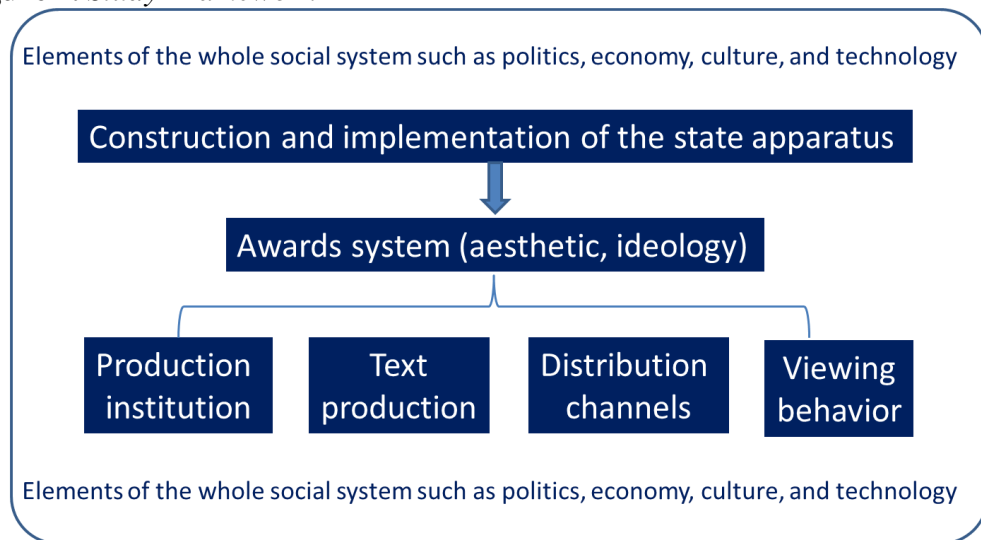 Elements of the whole social system such as politics, economy, culture, and technology
Construction and implementation of the state apparatus
Awards system (aesthetic, ideology)
Production
institution
Text
production
Distribution
channels
Viewing
behavior
Elements of the whole social system such as politics, economy, culture, and technology